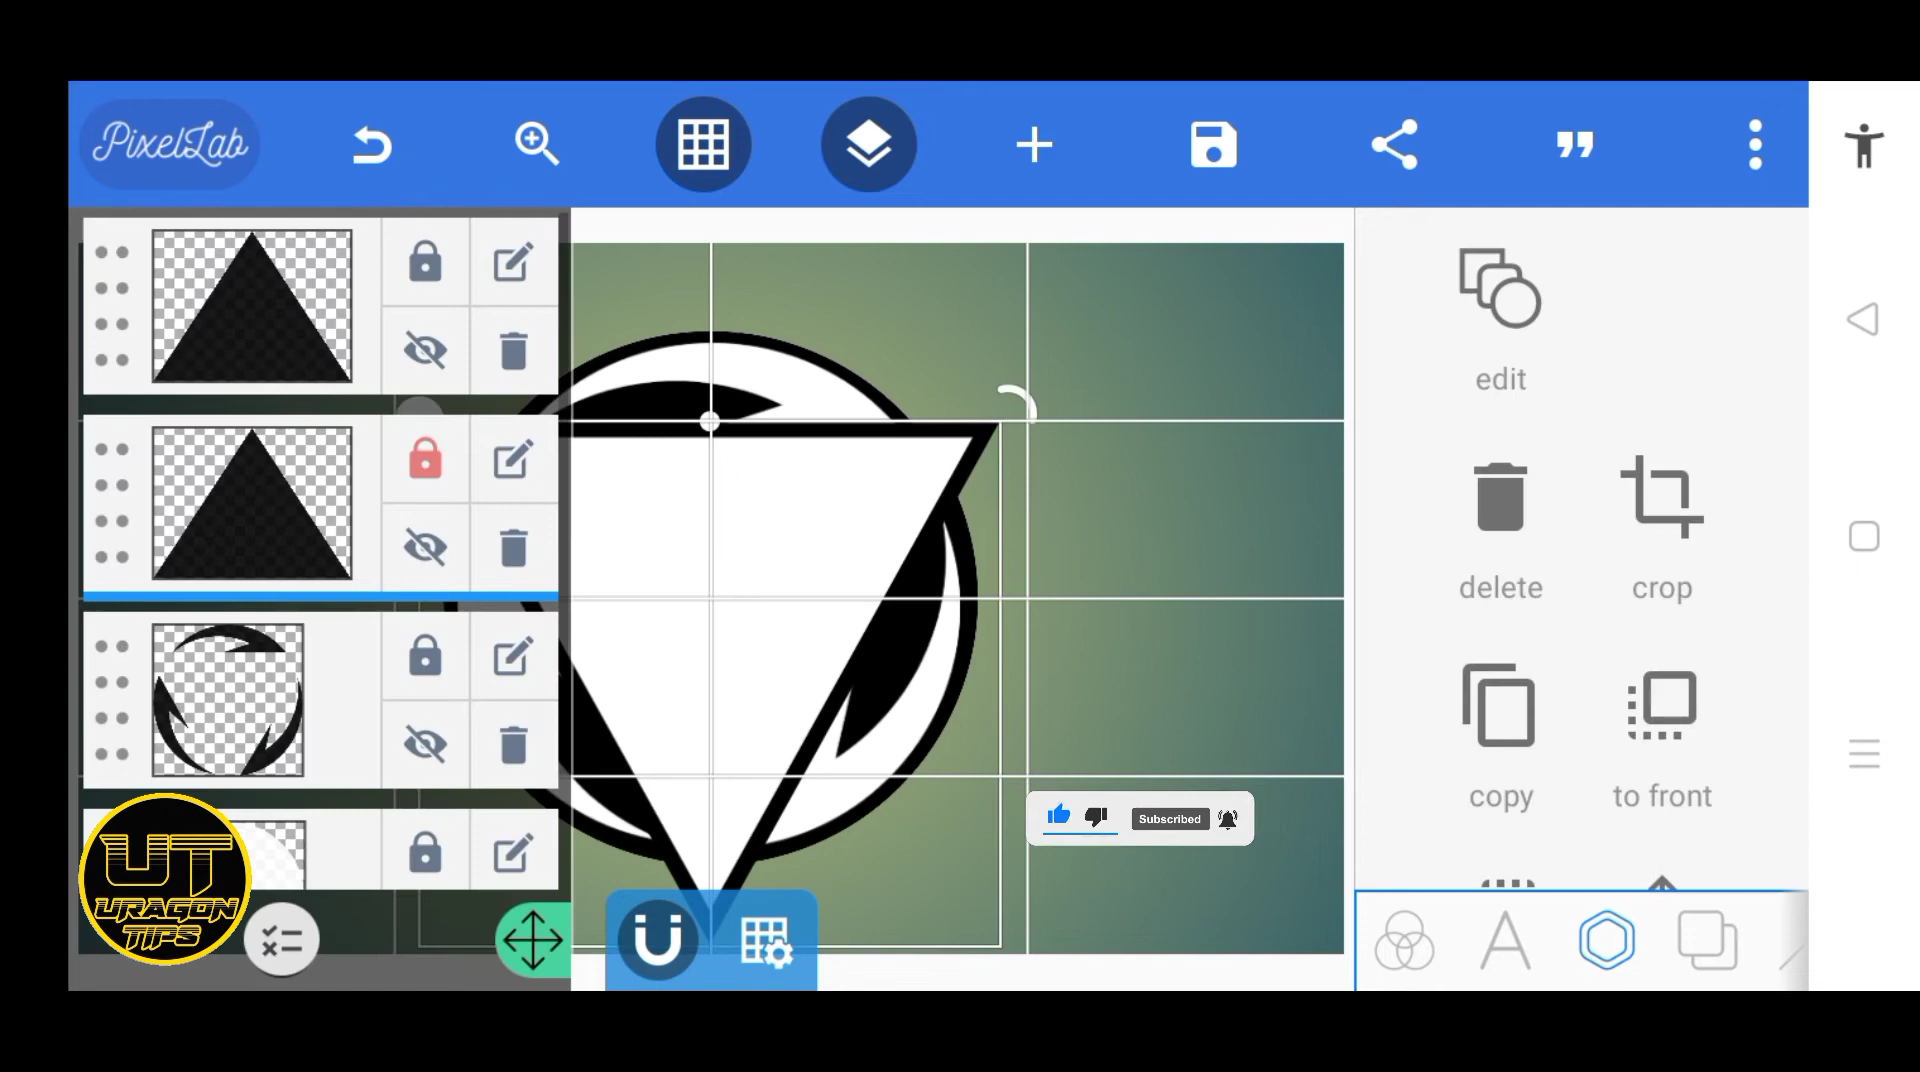 PixelLab
edit
delete
crop
copy
to front
Subscribed
UT
URAGON
TIPS